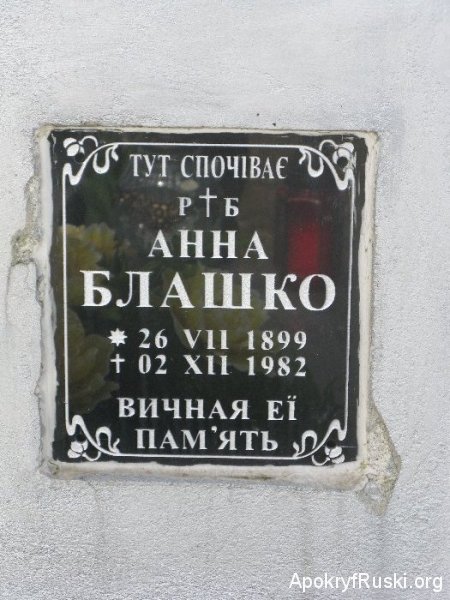 ТУТ СПОЧІВАЄ
Р † Б
АННА
БЛАШКО
✷ 26 VII 1899
† 02 XII 1982
ВИЧНАЯ ЕЇ
ПАМ'ЯТЬ
ApokryfRuski.org